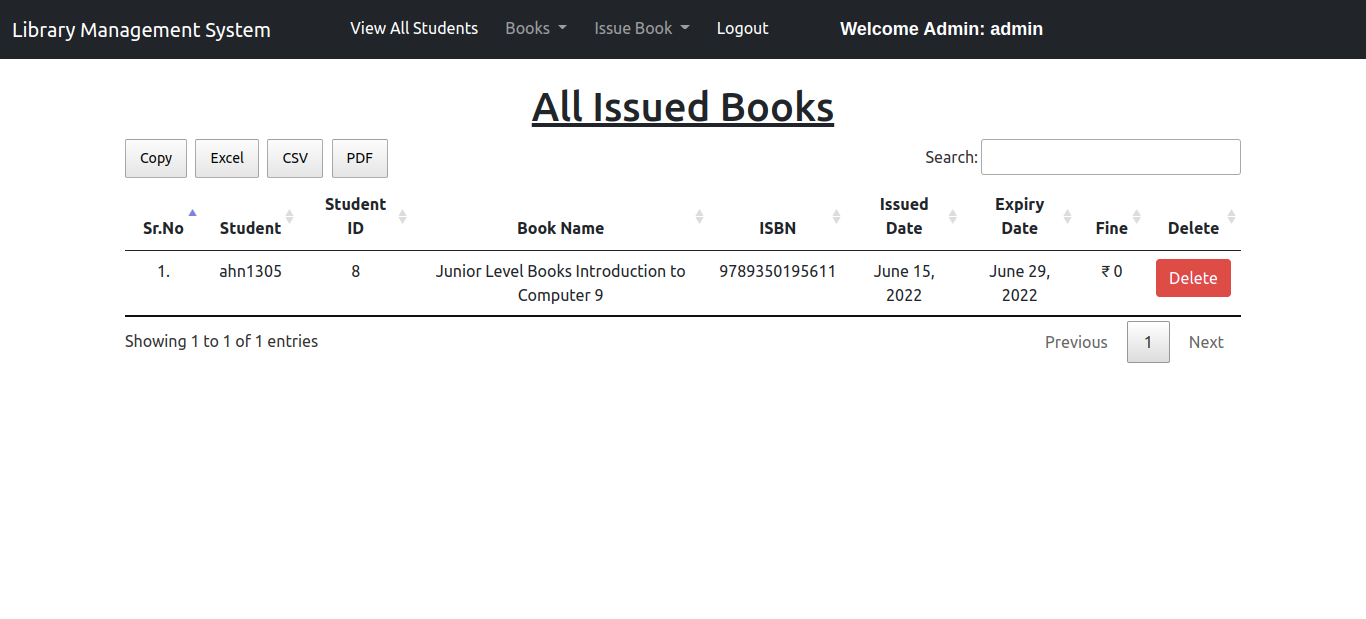 Library Management System View All Students Books Issue Book Logout Welcome Admin: admin
All Issued Books
Copy Excel CSV PDF Search:
Sr.No Student Student ID Book Name ISBN Issued Date Expiry Date Fine Delete
1. ahn1305 8 Junior Level Books Introduction to 9789350195611 June 15, June 29, ₹ 0 Delete
Computer 9 2022 2022
Showing 1 to 1 of 1 entries Previous 1 Next